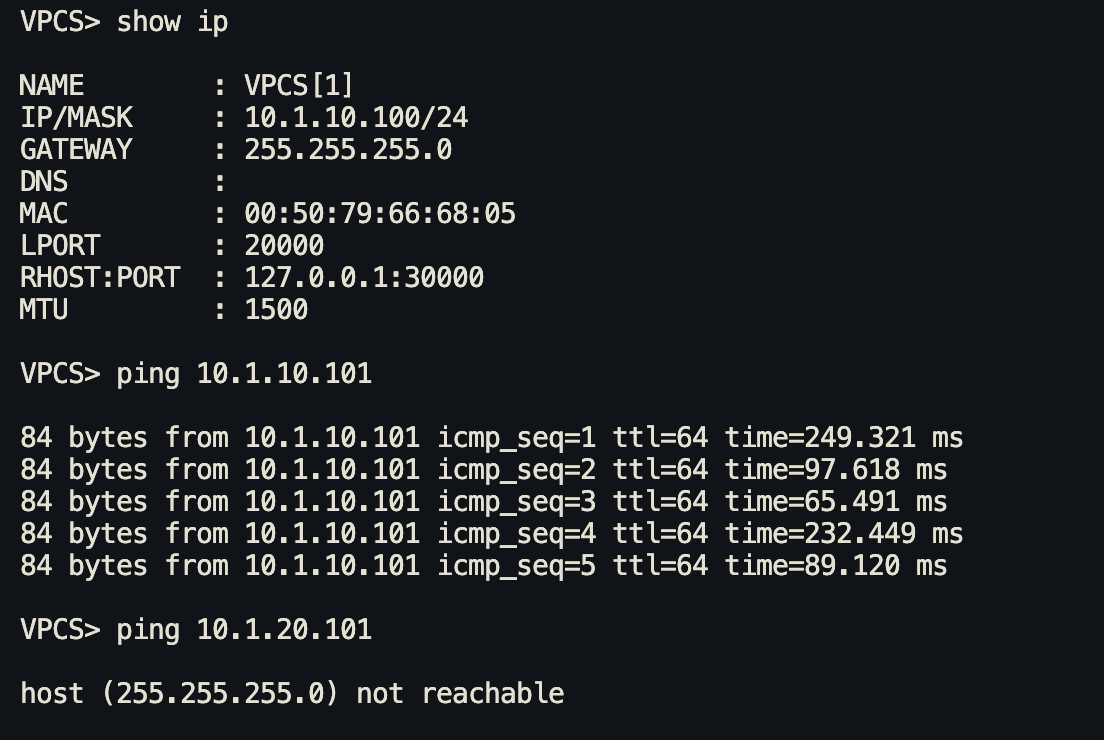 VPCS> show ip
NAME        : VPCS[1]
IP/MASK     : 10.1.10.100/24
GATEWAY     : 255.255.255.0
DNS         :
MAC         : 00:50:79:66:68:05
LPORT       : 20000
RHOST:PORT  : 127.0.0.1:30000
MTU         : 1500
VPCS> ping 10.1.10.101
84 bytes from 10.1.10.101 icmp_seq=1 ttl=64 time=249.321 ms
84 bytes from 10.1.10.101 icmp_seq=2 ttl=64 time=97.618 ms
84 bytes from 10.1.10.101 icmp_seq=3 ttl=64 time=65.491 ms
84 bytes from 10.1.10.101 icmp_seq=4 ttl=64 time=232.449 ms
84 bytes from 10.1.10.101 icmp_seq=5 ttl=64 time=89.120 ms
VPCS> ping 10.1.20.101
host (255.255.255.0) not reachable